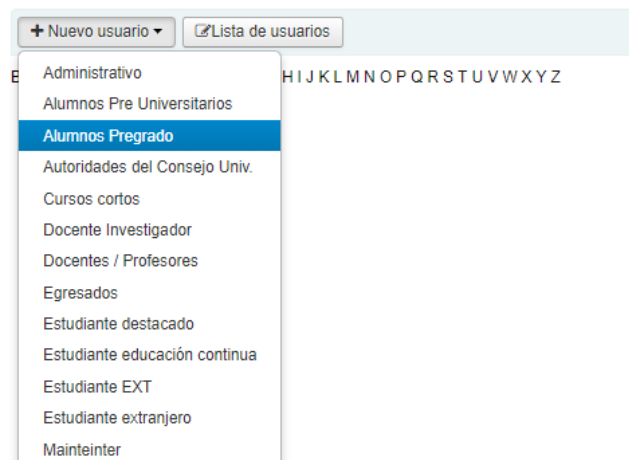 + Nuevo usuario Lista de usuarios
H I J K L M N O P Q R S T U V W X Y Z
Administrativo
Alumnos Pre Universitarios
Alumnos Pregrado
Autoridades del Consejo Univ.
Cursos cortos
Docente Investigador
Docentes / Profesores
Egresados
Estudiante destacado
Estudiante educación continua
Estudiante EXT
Estudiante extranjero
Mainteinter